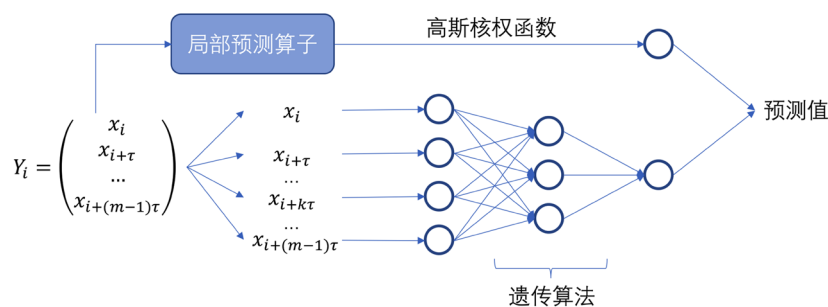 局部预测算子
高斯核权函数
预测值
Y_i = (x_i
x_{i+τ}
...
x_{i+(m−1)τ})
x_i
x_{i+τ}
...
x_{i+kτ}
...
x_{i+(m−1)τ}
遗传算法